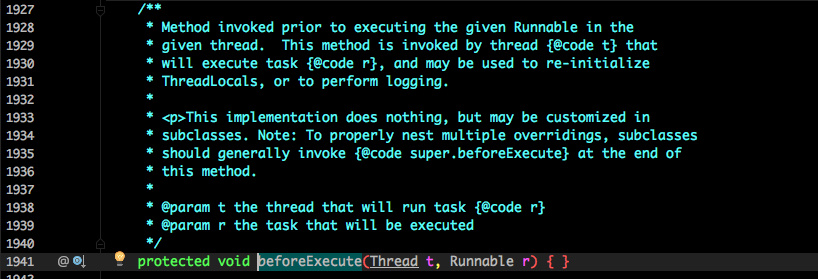 1927 /**
1928 * Method invoked prior to executing the given Runnable in the
1929 * given thread.  This method is invoked by thread {@code t} that
1930 * will execute task {@code r}, and may be used to re-initialize
1931 * ThreadLocals, or to perform logging.
1932 *
1933 * <p>This implementation does nothing, but may be customized in
1934 * subclasses. Note: To properly nest multiple overridings, subclasses
1935 * should generally invoke {@code super.beforeExecute} at the end of
1936 * this method.
1937 *
1938 * @param t the thread that will run task {@code r}
1939 * @param r the task that will be executed
1940 */
1941 @ protected void beforeExecute(Thread t, Runnable r) { }